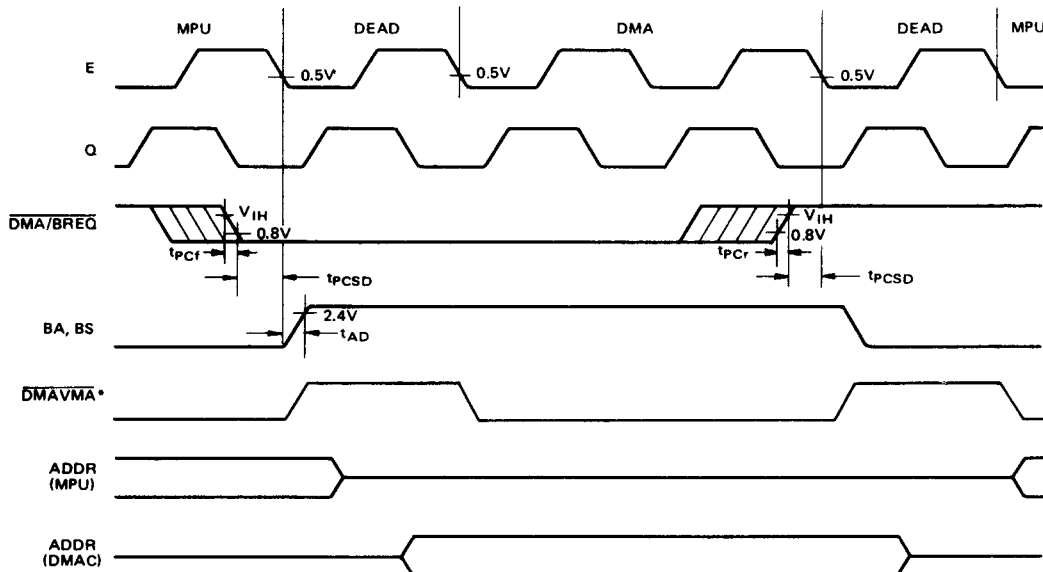 MPU DEAD DMA DEAD MPU
E 0.5V 0.5V 0.5V
Q
DMA/BREQ VIH 0.8V VIH 0.8V
tPCf tPCr
tPCSD tPCSD
BA, BS 2.4V
tAD
DMAVMA*
ADDR
(MPU)
ADDR
(DMAC)